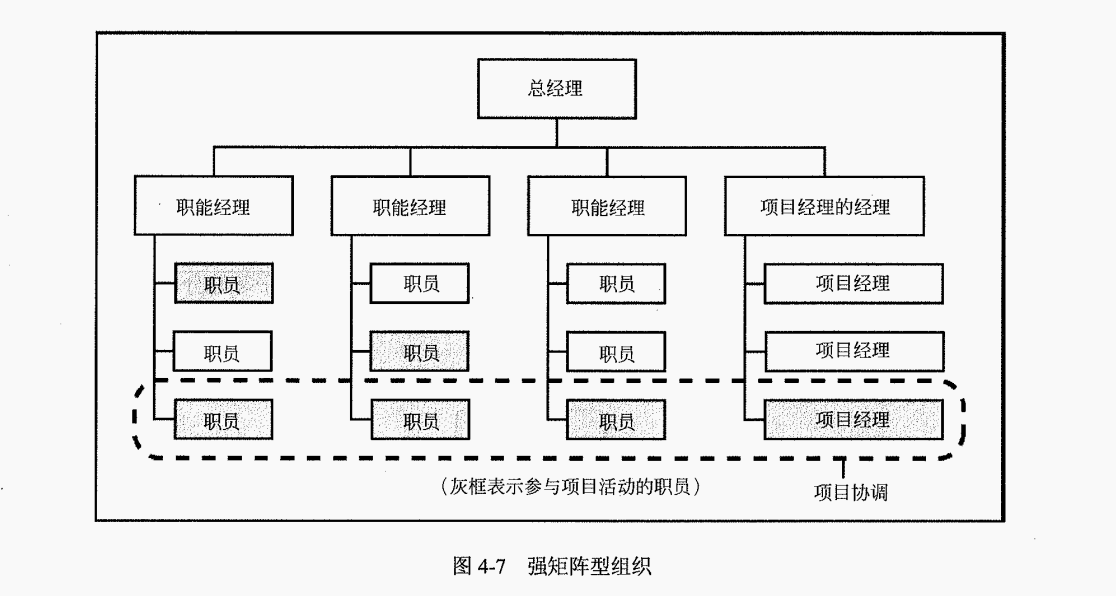 总经理
职能经理 职能经理 职能经理 项目经理的经理
职员 职员 职员 项目经理
职员 职员 职员 项目经理
职员 职员 职员 项目经理
（灰框表示参与项目活动的职员） 项目协调
图 4-7 强矩阵型组织